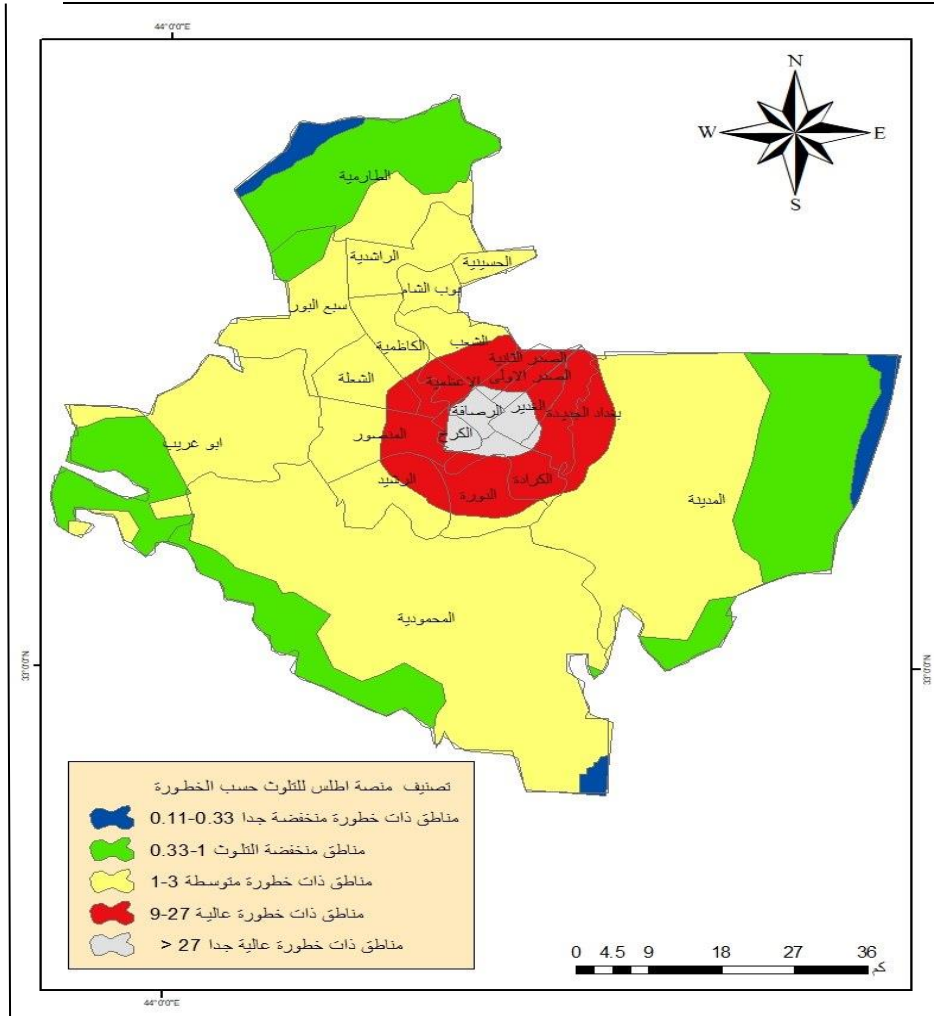 44°0'0"E
N
W
E
S
الطارمية
الراشدية
الحسينية
بوب الشام
سبع البور
الشعب
الكاظمية
الصدر الثانية
الصدر الاولى
الشعلة
الاعظمية
الغدير
الرصافة
بغداد الجديدة
المنصور
الكرخ
ابو غريب
الرشيد
الكرادة
الدورة
المدينة
المحمودية
33°0'0"N
33°0'0"N
تصنيف منصة اطلس للتلوث حسب الخطورة
مناطق ذات خطورة منخفضة جدا 0.33-0.11
مناطق منخفضة التلوث 1-0.33
مناطق ذات خطورة متوسطة 3-1
مناطق ذات خطورة عالية 27-9
مناطق ذات خطورة عالية جدا 27 >
0 4.5 9 18 27 36
كم
44°0'0"E